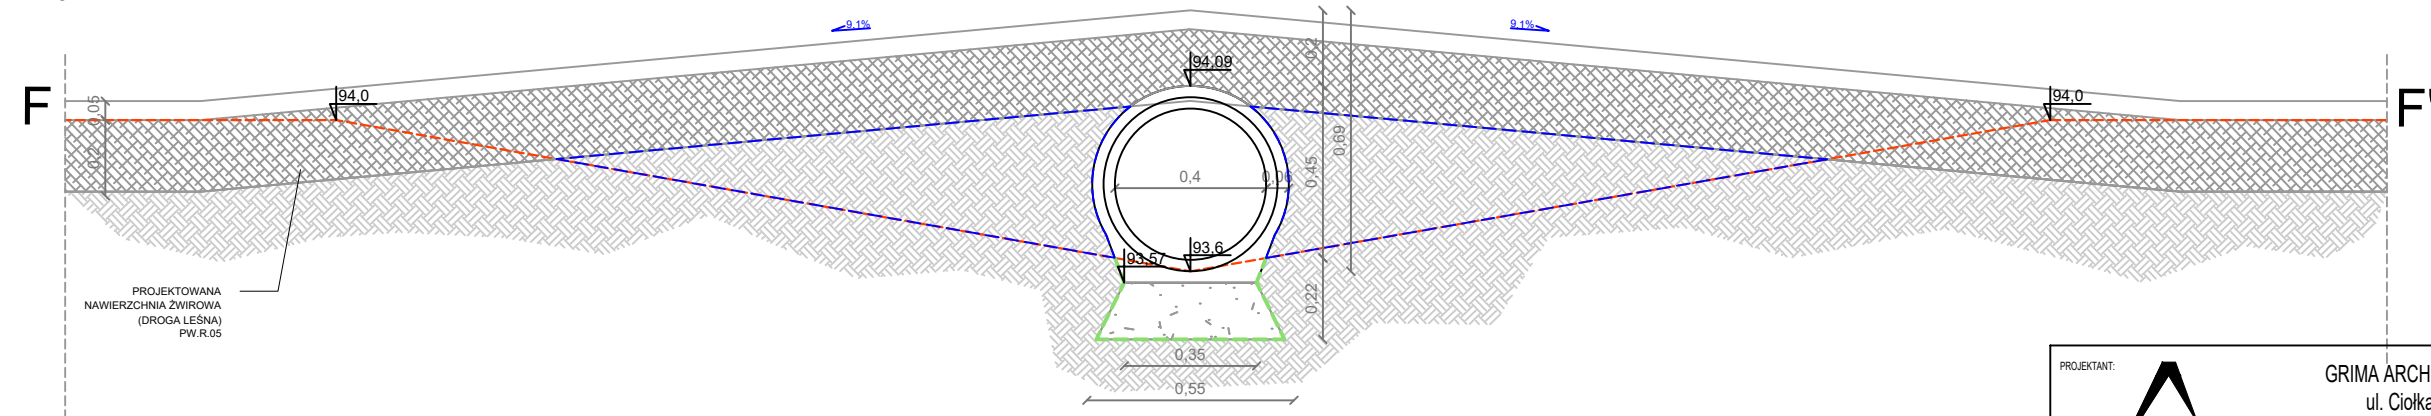 9.1%
9.1%
F
F'
94,0
94,09
94,0
0,05
0,2
0,2
0,69
0,45
0,4
0,06
93,6
93,57
0,22
0,35
0,55
PROJEKTOWANA
NAWIERZCHNIA ŻWIROWA
(DROGA LEŚNA)
PW.R.05
PROJEKTANT:
GRIMA ARCH
ul. Ciołka